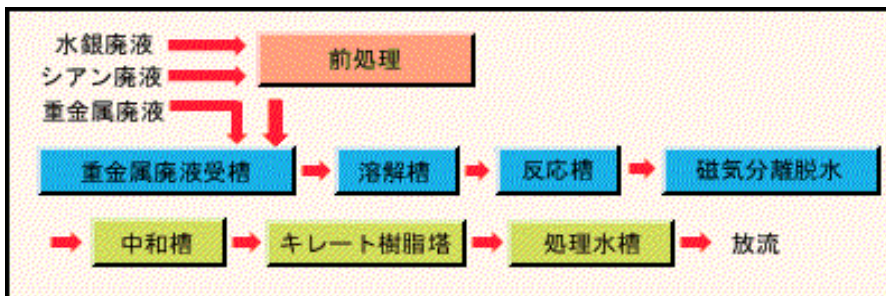 水銀廃液
シアン廃液
重金属廃液
前処理
重金属廃液受槽
溶解槽
反応槽
磁気分離脱水
中和槽
キレート樹脂塔
処理水槽
放流